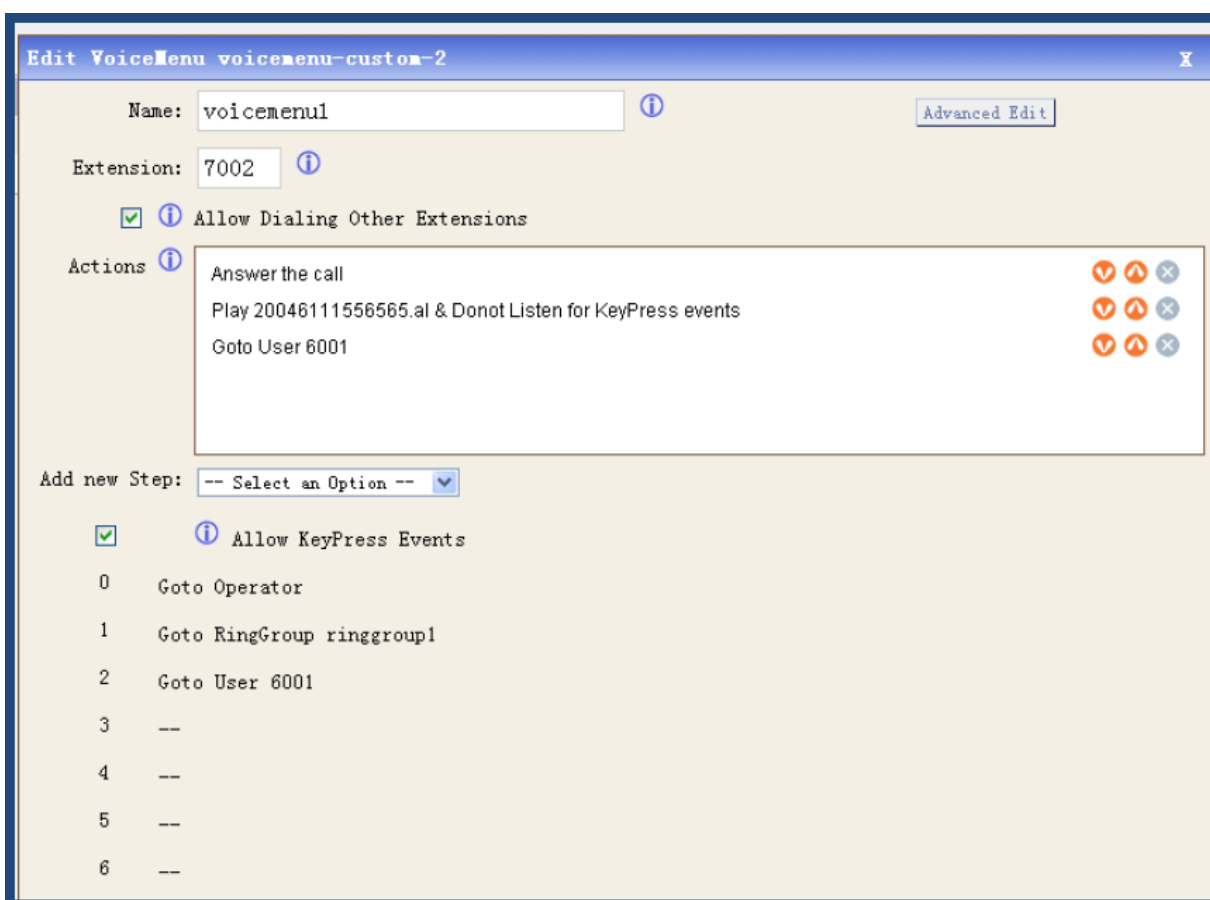 Edit VoiceMenu voicemenu-custom-2 X
Name: voicemenu1 Advanced Edit
Extension: 7002
Allow Dialing Other Extensions
Actions
Answer the call
Play 20046111556565.al & Donot Listen for KeyPress events
Goto User 6001
Add new Step: -- Select an Option --
Allow KeyPress Events
0 Goto Operator
1 Goto RingGroup ringgroup1
2 Goto User 6001
3 --
4 --
5 --
6 --